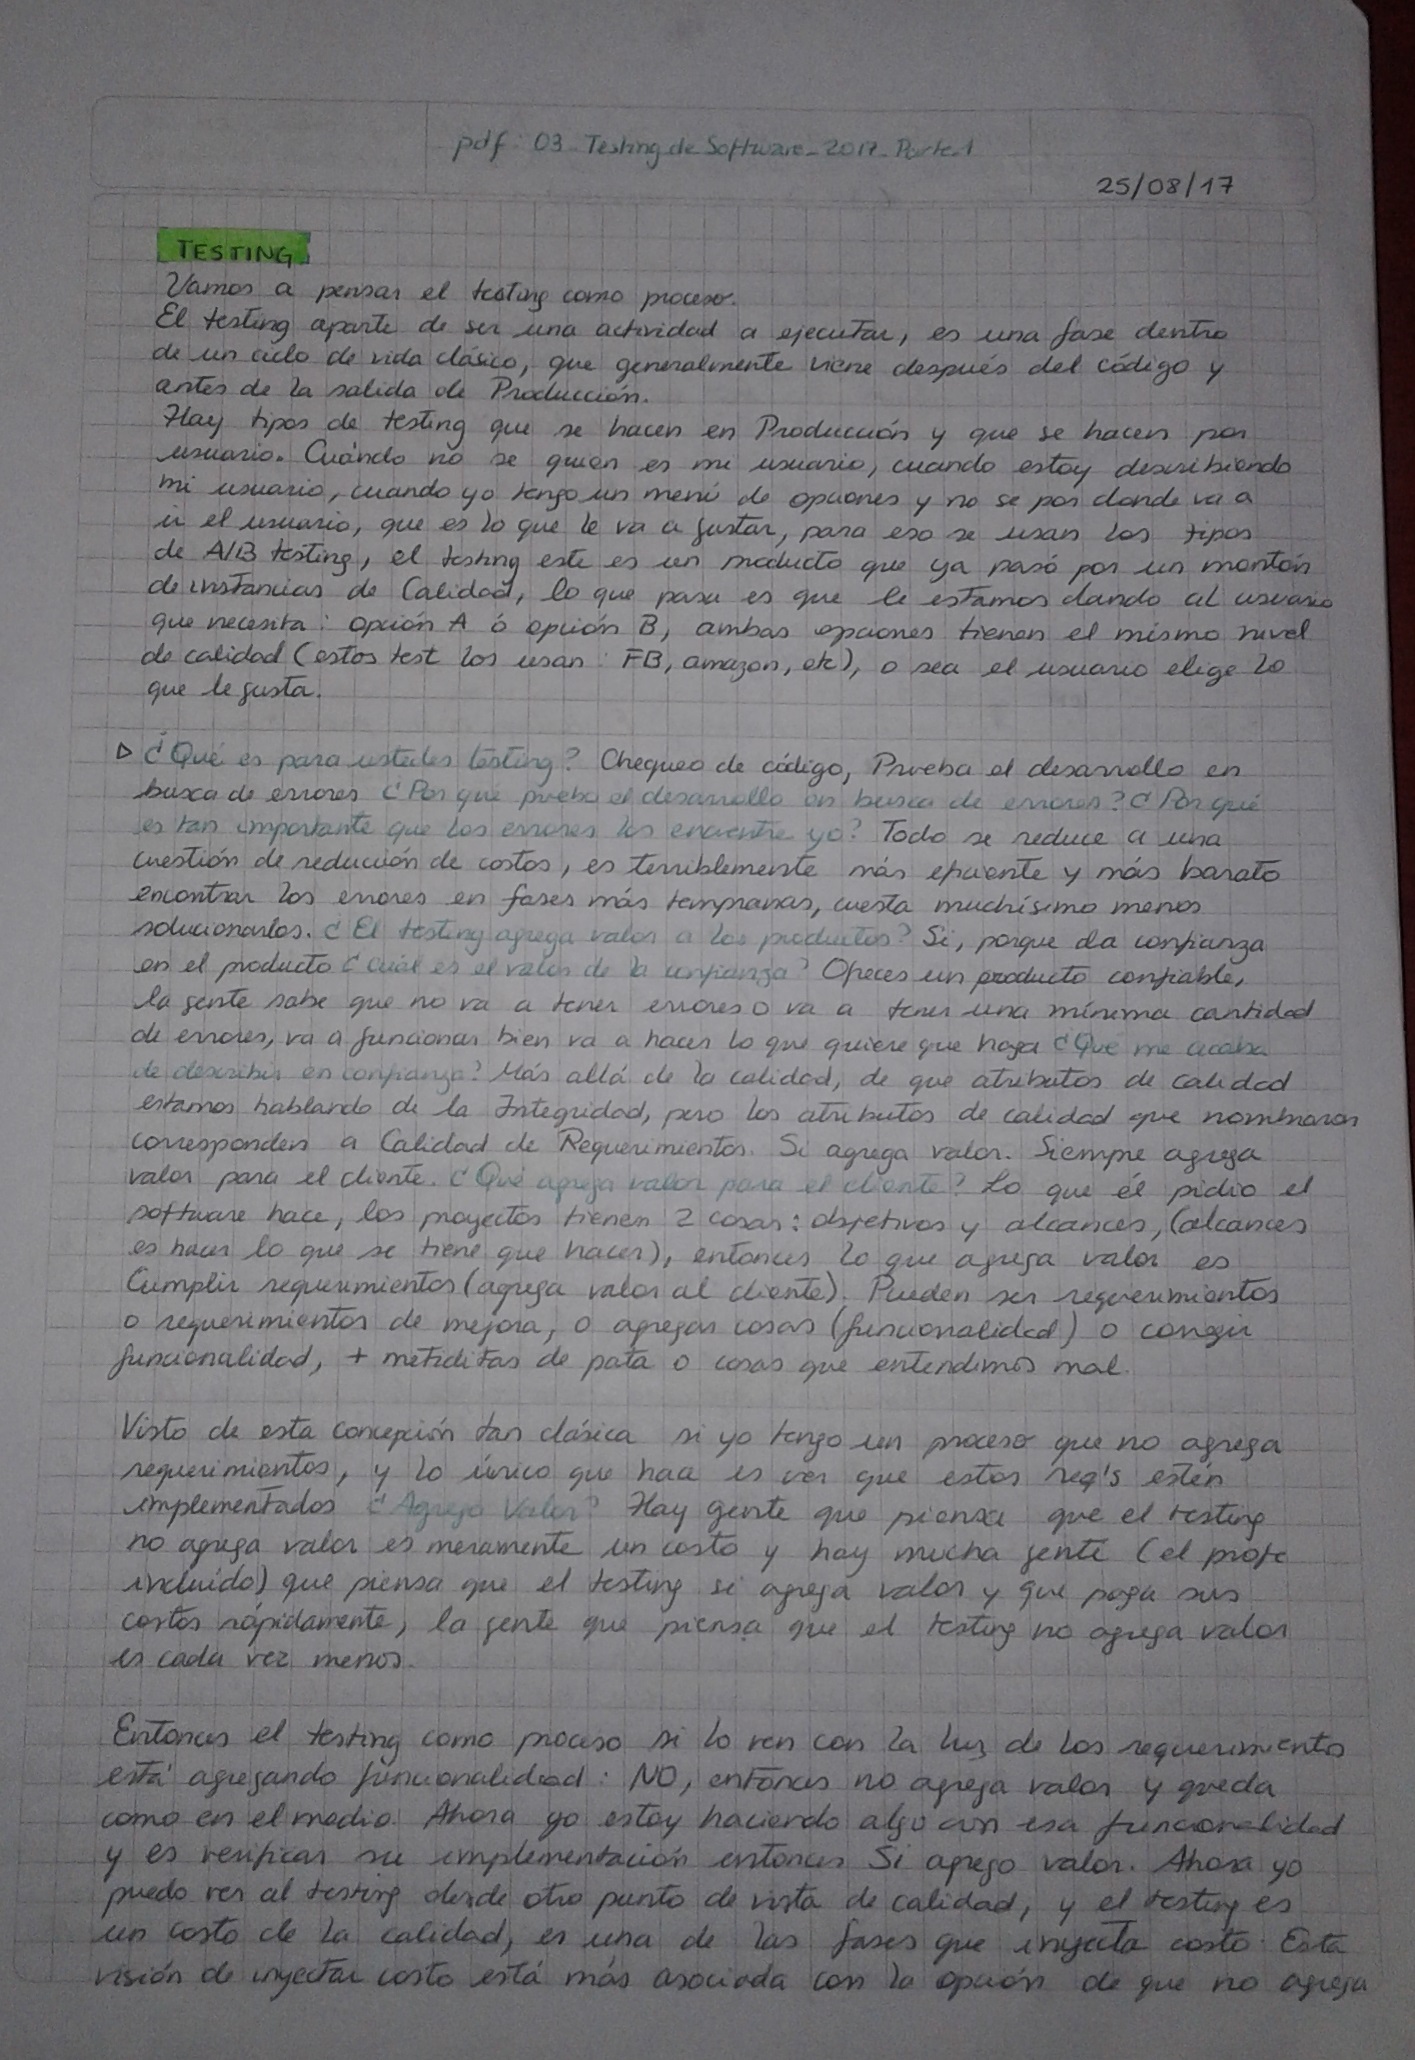 pdf: 03_Testing de Software_2017_Parte1
25/08/17
TESTING
Vamos a pensar el testing como proceso.
El testing aparte de ser una actividad a ejecutar, es una fase dentro
de un ciclo de vida clásico, que generalmente viene después del código y
antes de la salida de Producción.
Hay tipos de testing que se hacen en Producción y que se hacen por
usuario. Cuándo no se quien es mi usuario, cuando estoy describiendo
mi usuario, cuando yo tengo un menú de opciones y no se por donde va a
ir el usuario, que es lo que le va a gustar, para eso se usan los tipos
de A/B testing, el testing este es un producto que ya pasó por un montón
de instancias de Calidad, lo que pasa es que le estamos dando al usuario
que necesita: opción A ó opción B, ambas opciones tienen el mismo nivel
de calidad (estos test los usan: FB, amazon, etc), o sea el usuario elige lo
que le gusta.
▷ ¿Qué es para ustedes testing? Chequeo de código, Prueba el desarrollo en
busca de errores ¿Por qué prueba el desarrollo en busca de errores? ¿Por qué
es tan importante que los errores los encuentre yo? Todo se reduce a una
cuestión de reducción de costos, es terriblemente más eficiente y más barato
encontrar los errores en fases más tempranas, cuesta muchísimo menos
solucionarlos. ¿El testing agrega valor a los productos? Si, porque da confianza
en el producto ¿Cuál es el valor de la confianza? Ofreces un producto confiable,
la gente sabe que no va a tener errores o va a tener una mínima cantidad
de errores, va a funcionar bien va a hacer lo que quiere que haga ¿Qué me acaba
de describir en confianza? Más allá de la calidad, de que atributos de calidad
estamos hablando de la Integridad, pero los atributos de calidad que nombraron
corresponden a Calidad de Requerimientos. Si agrega valor. Siempre agrega
valor para el cliente. ¿Qué agrega valor para el cliente? Lo que él pidio el
software hace, los proyectos tienen 2 cosas: objetivos y alcances, (alcances
es hacer lo que se tiene que hacer), entonces lo que agrega valor es
Cumplir requerimientos (agrega valor al cliente). Pueden ser requerimientos
o requerimientos de mejora, o agregar cosas (funcionalidad) o corregir
funcionalidad, + metiditas de pata o cosas que entendimos mal.
Visto de esta concepción tan clásica si yo tengo un proceso que no agrega
requerimientos, y lo único que hace es ver que estos req's estén
implementados ¿Agrego Valor? Hay gente que piensa que el testing
no agrega valor es meramente un costo y hay mucha gente (el profe
incluido) que piensa que el testing si agrega valor y que paga sus
costos rápidamente, la gente que piensa que el testing no agrega valor
es cada vez menos.
Entonces el testing como proceso si lo ven con la luz de los requerimientos
está agregando funcionalidad: NO, entonces no agrega valor y queda
como en el medio. Ahora yo estoy haciendo algo con esa funcionalidad
y es verificar su implementación entonces Si agrego valor. Ahora yo
puedo ver al testing desde otro punto de vista de calidad, y el testing es
un costo de la calidad, es una de las fases que inyecta costo. Esta
visión de inyectar costo está más asociada con la opción de que no agrega